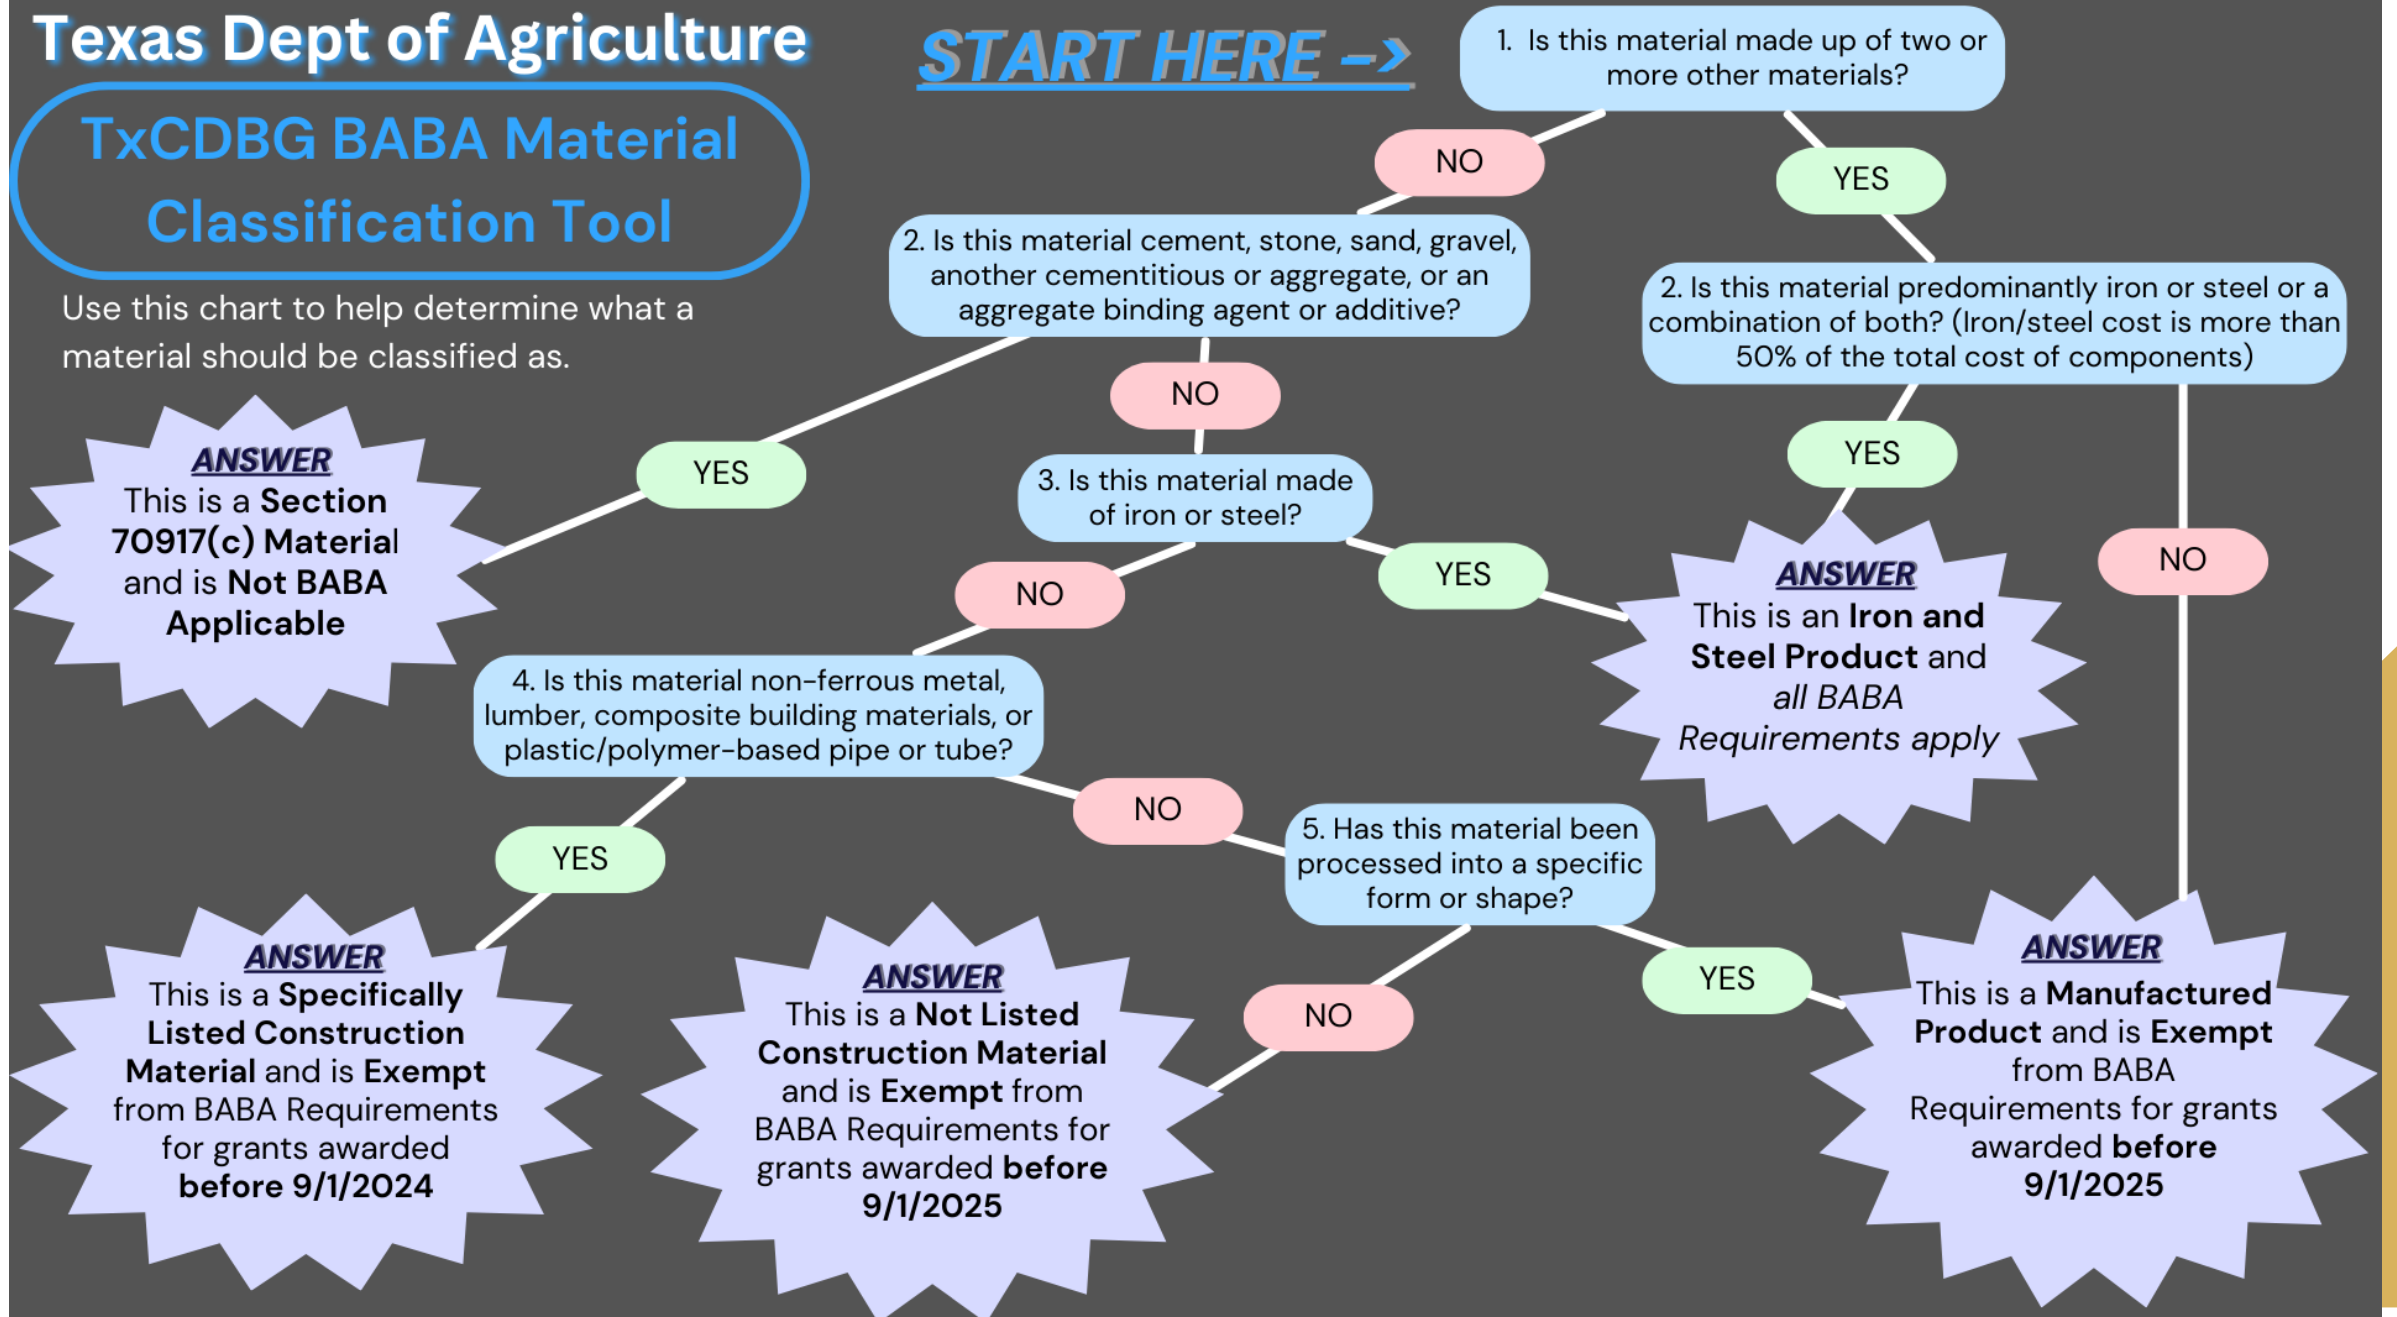 Texas Dept of Agriculture
TxCDBG BABA Material
Classification Tool
Use this chart to help determine what a
material should be classified as.
START HERE ->
1. Is this material made up of two or
more other materials?
NO
YES
2. Is this material cement, stone, sand, gravel,
another cementitious or aggregate, or an
aggregate binding agent or additive?
2. Is this material predominantly iron or steel or a
combination of both? (Iron/steel cost is more than
50% of the total cost of components)
YES
NO
YES
NO
ANSWER
This is a Section
70917(c) Material
and is Not BABA
Applicable
3. Is this material made
of iron or steel?
NO
YES
ANSWER
This is an Iron and
Steel Product and
all BABA
Requirements apply
4. Is this material non-ferrous metal,
lumber, composite building materials, or
plastic/polymer-based pipe or tube?
YES
NO
5. Has this material been
processed into a specific
form or shape?
NO
YES
ANSWER
This is a Specifically
Listed Construction
Material and is Exempt
from BABA Requirements
for grants awarded
before 9/1/2024
ANSWER
This is a Not Listed
Construction Material
and is Exempt from
BABA Requirements for
grants awarded before
9/1/2025
ANSWER
This is a Manufactured
Product and is Exempt
from BABA
Requirements for grants
awarded before
9/1/2025